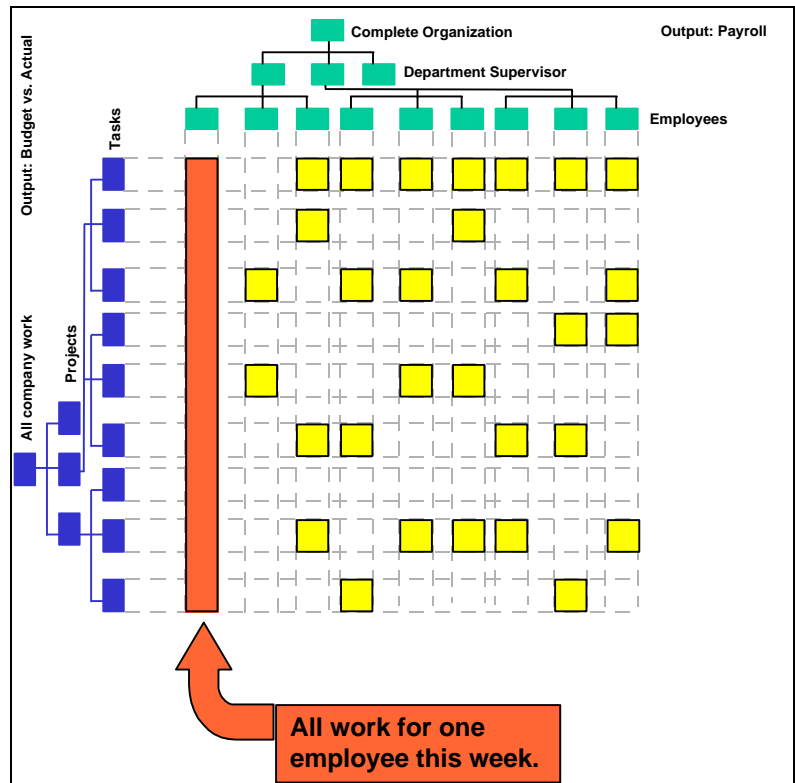 Complete Organization
Output: Payroll
Department Supervisor
Employees
Output: Budget vs. Actual
Tasks
All company work
Projects
All work for one
employee this week.